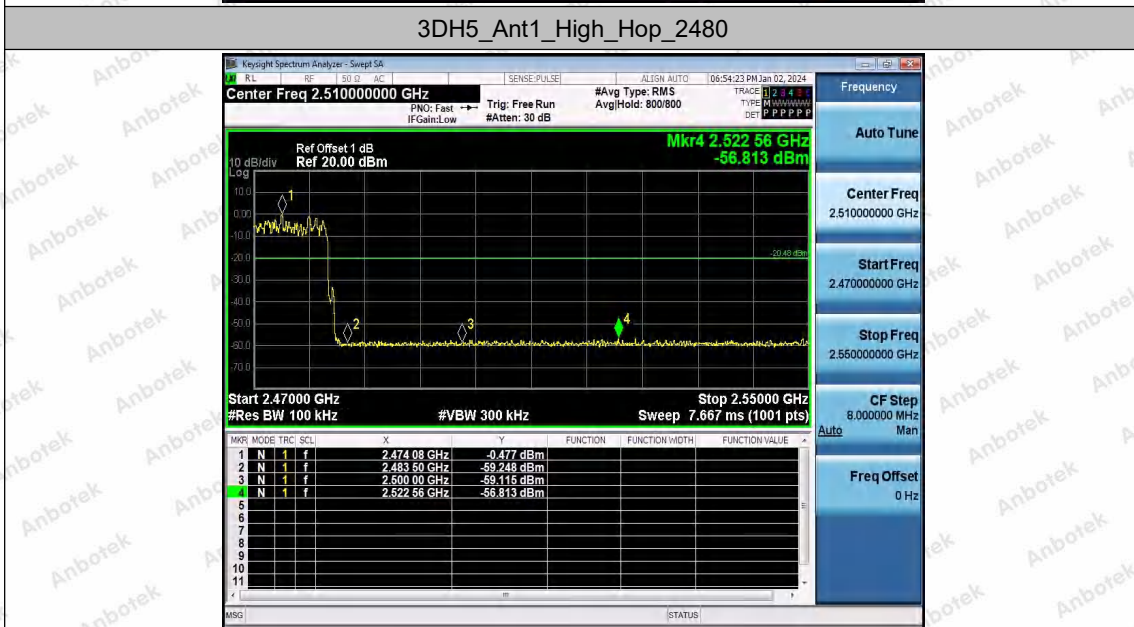 3DH5_Ant1_High_Hop_2480
Keysight Spectrum Analyzer - Swept SA
RL RF 50 Ω AC SENSE:PULSE ALIGN AUTO 06:54:23 PM Jan 02, 2024
Center Freq 2.510000000 GHz
PNO: Fast
IFGain:Low
Trig: Free Run
#Atten: 30 dB
#Avg Type: RMS
Avg|Hold: 800/800
TRACE 1 2 3 4 5 6
TYPE M W W W W W
DET P P P P P P
Ref Offset 1 dB
10 dB/div Ref 20.00 dBm
Log
Mkr4 2.522 56 GHz
-56.813 dBm
10.0
0.00
-10.0
-20.0
-30.0
-40.0
-50.0
-60.0
-70.0
1
2
3
4
-20.48 dBm
Start 2.47000 GHz Stop 2.55000 GHz
#Res BW 100 kHz #VBW 300 kHz Sweep 7.667 ms (1001 pts)
MKR MODE TRC SCL X Y FUNCTION FUNCTION WIDTH FUNCTION VALUE
1 N 1 f 2.474 08 GHz -0.477 dBm
2 N 1 f 2.483 50 GHz -59.248 dBm
3 N 1 f 2.500 00 GHz -59.115 dBm
4 N 1 f 2.522 56 GHz -56.813 dBm
5
6
7
8
9
10
11
MSG STATUS
Frequency
Auto Tune
Center Freq
2.510000000 GHz
Start Freq
2.470000000 GHz
Stop Freq
2.550000000 GHz
CF Step
8.000000 MHz
Auto Man
Freq Offset
0 Hz
Anbotek